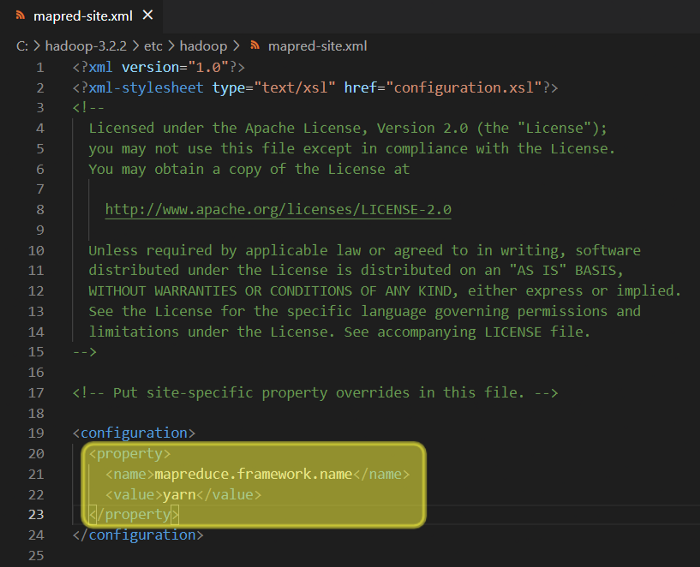 mapred-site.xml
C: > hadoop-3.2.2 > etc > hadoop > mapred-site.xml
1 <?xml version="1.0"?>
2 <?xml-stylesheet type="text/xsl" href="configuration.xsl"?>
3 <!--
4 Licensed under the Apache License, Version 2.0 (the "License");
5 you may not use this file except in compliance with the License.
6 You may obtain a copy of the License at
7
8 http://www.apache.org/licenses/LICENSE-2.0
9
10 Unless required by applicable law or agreed to in writing, software
11 distributed under the License is distributed on an "AS IS" BASIS,
12 WITHOUT WARRANTIES OR CONDITIONS OF ANY KIND, either express or implied.
13 See the License for the specific language governing permissions and
14 limitations under the License. See accompanying LICENSE file.
15 -->
16
17 <!-- Put site-specific property overrides in this file. -->
18
19 <configuration>
20 <property>
21 <name>mapreduce.framework.name</name>
22 <value>yarn</value>
23 </property>
24 </configuration>
25